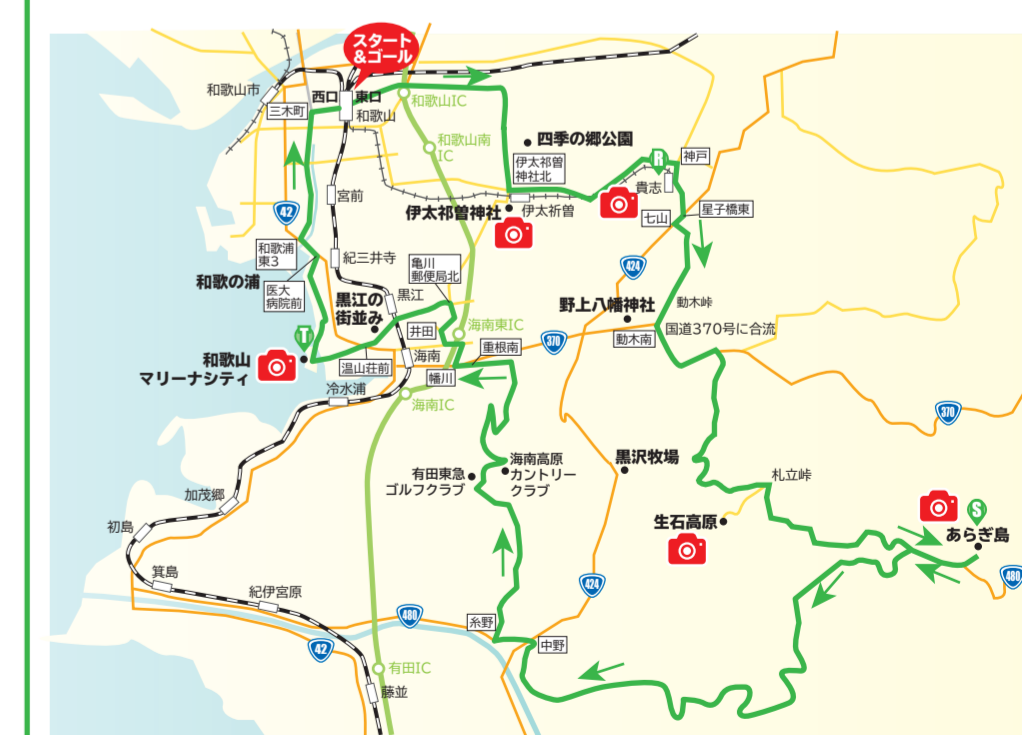 スタート
&ゴール
和歌山市
西口
東口
三木町
和歌山
和歌山IC
和歌山南
IC
四季の郷公園
伊太祁曽
神社北
R
神戸
貴志
伊太祁曽神社
伊太祈曽
七山
星子橋東
宮前
42
和歌浦
東3
紀三井寺
亀川
郵便局北
424
和歌の浦
医大
病院前
黒江の
街並み
黒江
野上八幡神社
動木峠
国道370号に合流
動木南
370
海南東IC
井田
重根南
T
和歌山
マリーナシティ
温山荘前
海南
幡川
冷水浦
海南IC
370
有田東急
ゴルフクラブ
海南高原
カントリー
クラブ
黒沢牧場
札立峠
加茂郷
初島
生石高原
S
あらぎ島
箕島
紀伊宮原
480
424
480
42
糸野
中野
有田IC
藤並